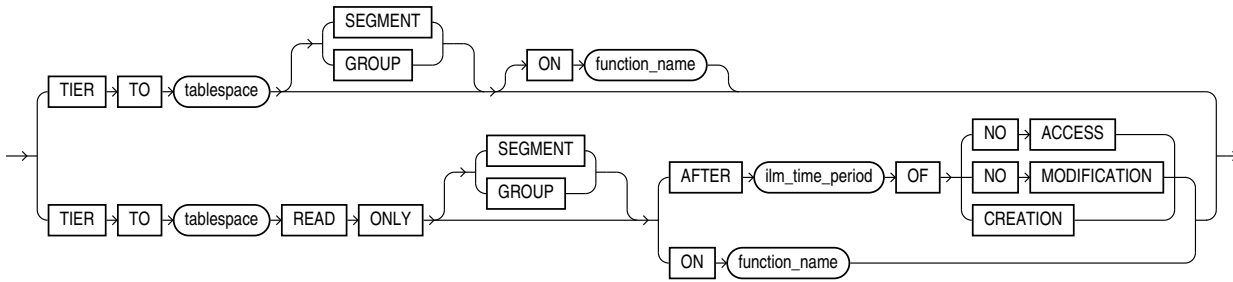 SEGMENT
GROUP
ON function_name
TIER TO tablespace
NO ACCESS
SEGMENT
GROUP
AFTER ilm_time_period OF NO MODIFICATION
TIER TO tablespace READ ONLY CREATION
ON function_name